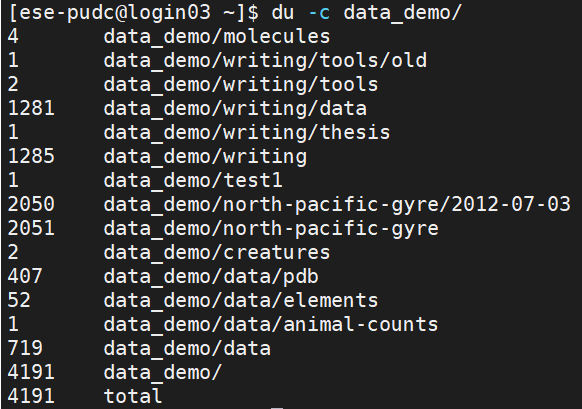 [ese-pudc@login03 ~]$ du -c data_demo/
4 data_demo/molecules
1 data_demo/writing/tools/old
2 data_demo/writing/tools
1281 data_demo/writing/data
1 data_demo/writing/thesis
1285 data_demo/writing
1 data_demo/test1
2050 data_demo/north-pacific-gyre/2012-07-03
2051 data_demo/north-pacific-gyre
2 data_demo/creatures
407 data_demo/data/pdb
52 data_demo/data/elements
1 data_demo/data/animal-counts
719 data_demo/data
4191 data_demo/
4191 total